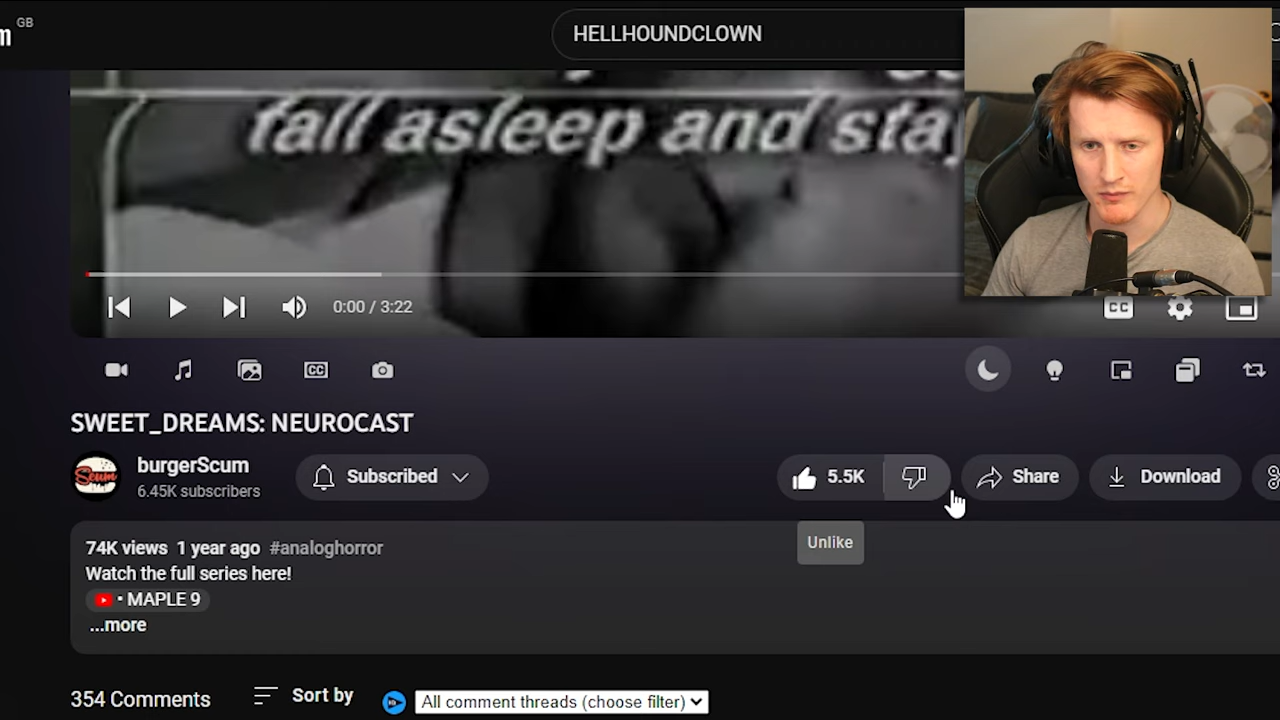 GB
HELLHOUNDCLOWN
fall asleep and
0:00 / 3:22
CC
CC
SWEET_DREAMS: NEUROCAST
Scum
burgerScum
6.45K subscribers
Subscribed
5.5K
Share
Download
Unlike
74K views 1 year ago #analoghorror
Watch the full series here!
• MAPLE 9
...more
354 Comments
Sort by
All comment threads (choose filter)